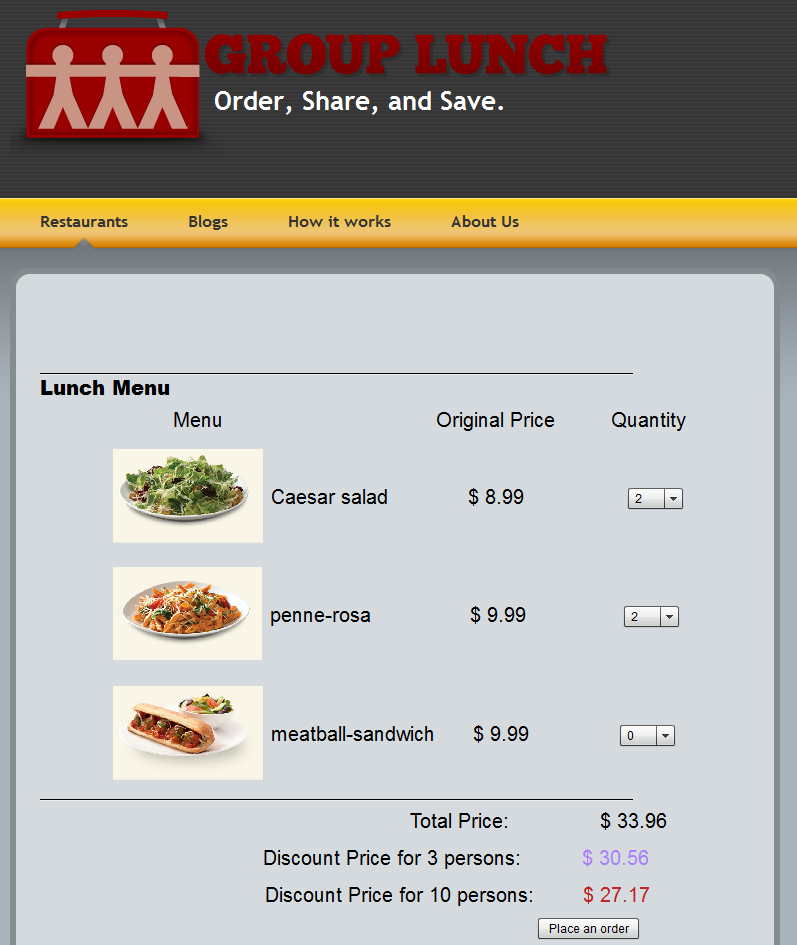 GROUP LUNCH
Order, Share, and Save.
Restaurants Blogs How it works About Us
Lunch Menu
Menu Original Price Quantity
Caesar salad $ 8.99 2
penne-rosa $ 9.99 2
meatball-sandwich $ 9.99 0
Total Price: $ 33.96
Discount Price for 3 persons: $ 30.56
Discount Price for 10 persons: $ 27.17
Place an order